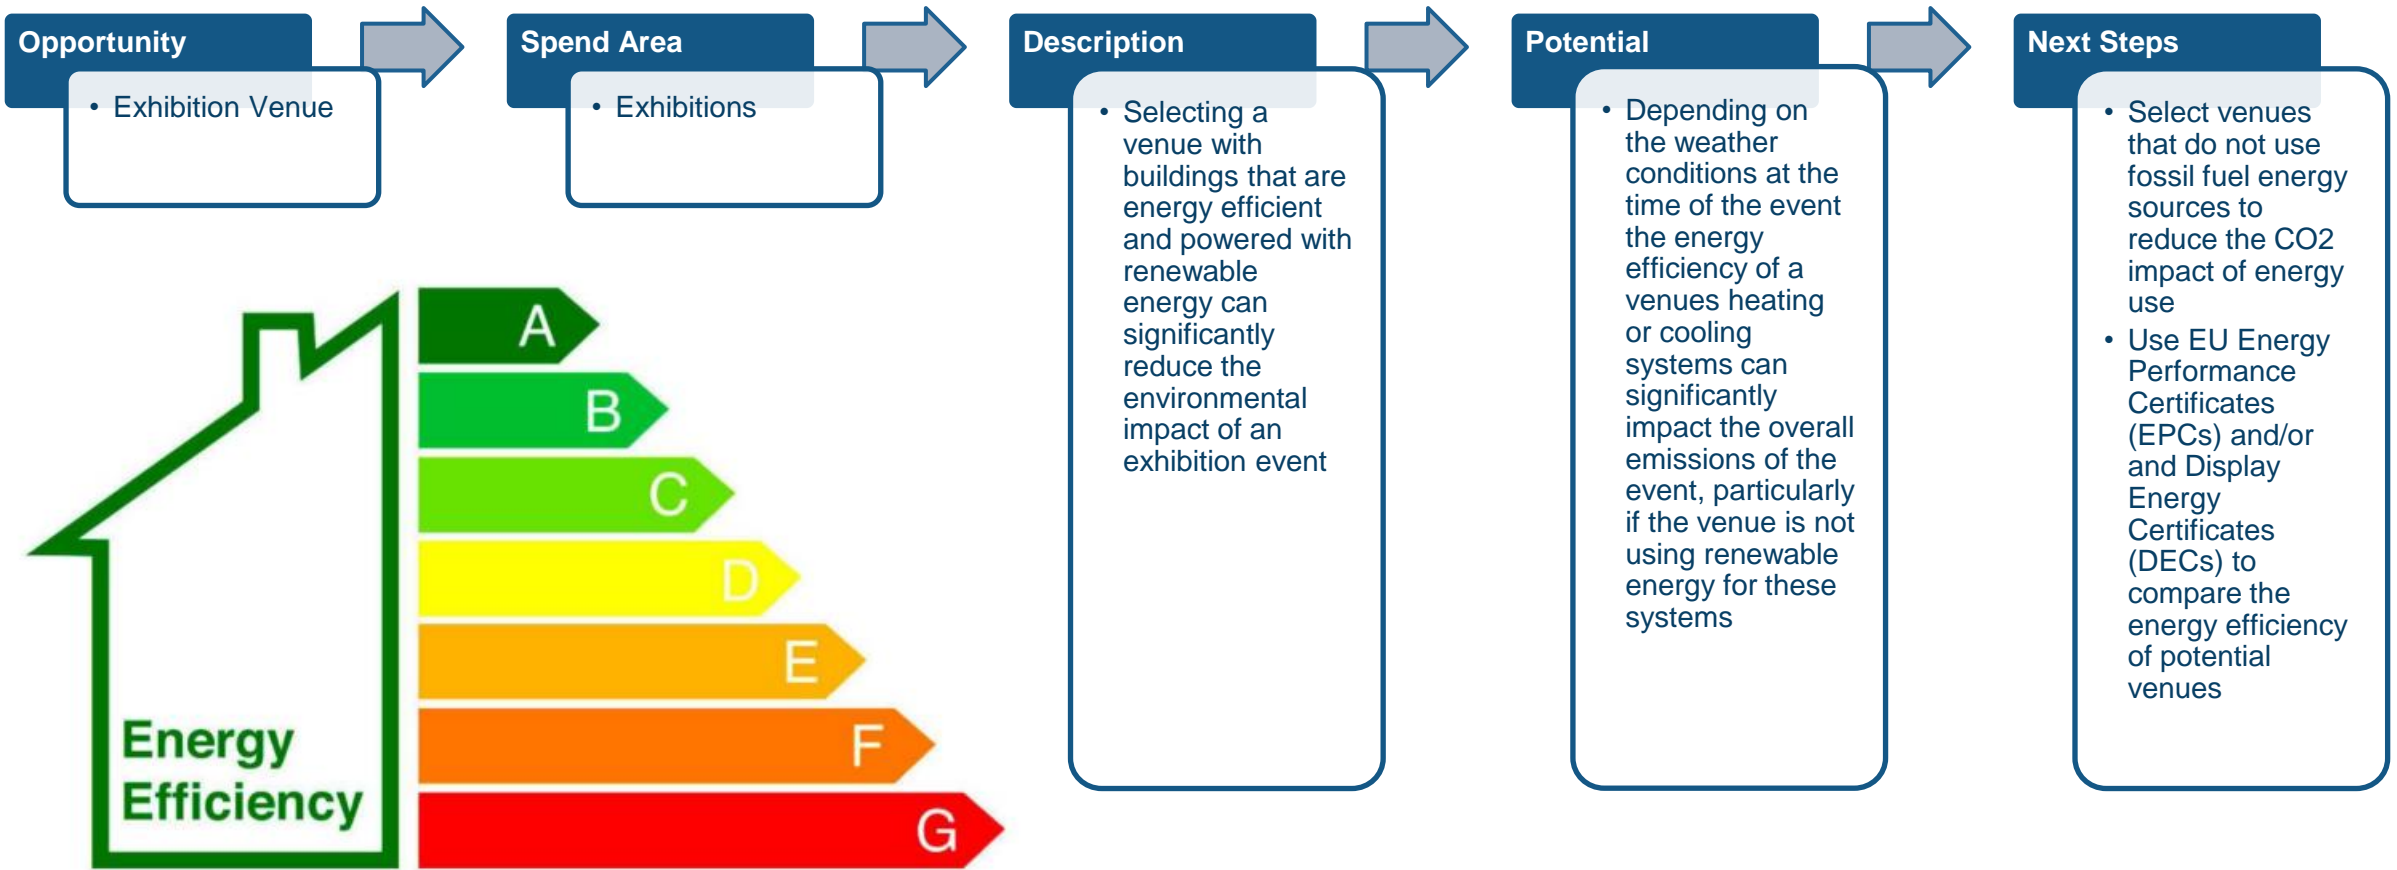 Opportunity
• Exhibition Venue
Spend Area
• Exhibitions
Description
• Selecting a
venue with
buildings that are
energy efficient
and powered with
renewable
energy can
significantly
reduce the
environmental
impact of an
exhibition event
Potential
• Depending on
the weather
conditions at the
time of the event
the energy
efficiency of a
venues heating
or cooling
systems can
significantly
impact the overall
emissions of the
event, particularly
if the venue is not
using renewable
energy for these
systems
Next Steps
• Select venues
that do not use
fossil fuel energy
sources to
reduce the CO2
impact of energy
use
• Use EU Energy
Performance
Certificates
(EPCs) and/or
and Display
Energy
Certificates
(DECs) to
compare the
energy efficiency
of potential
venues
A
B
C
D
E
F
G
Energy
Efficiency